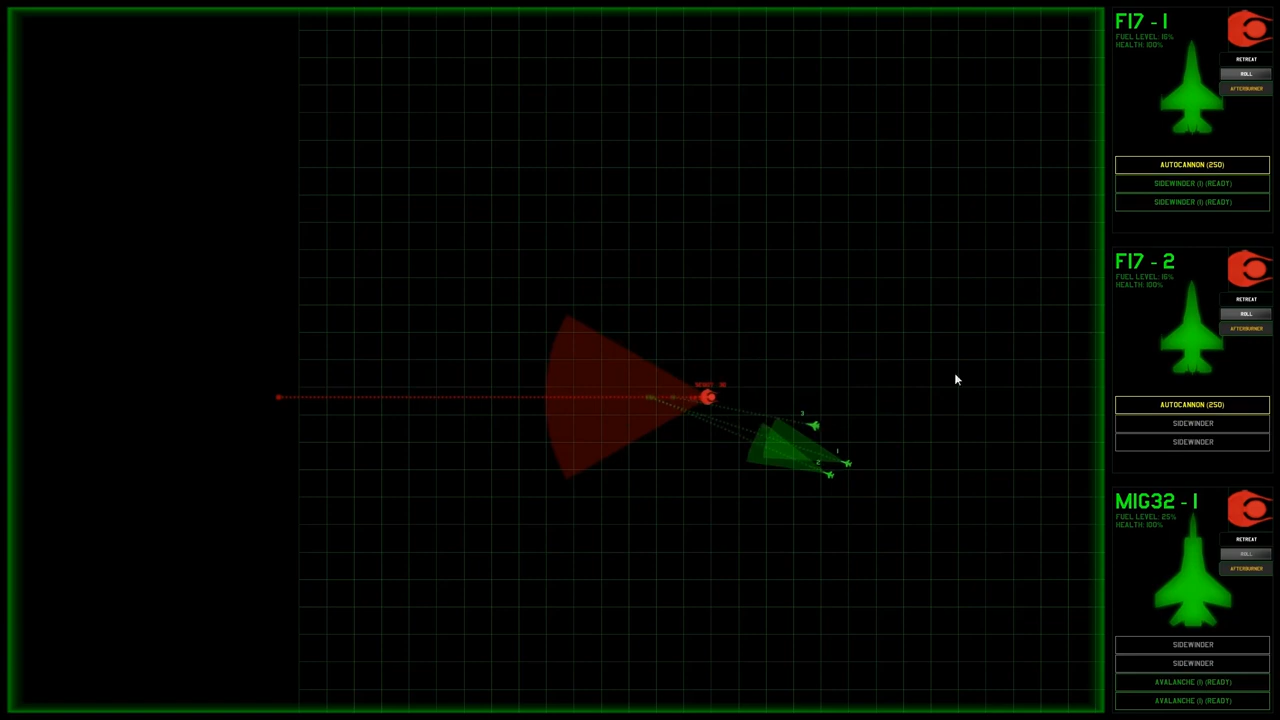 F17 - 1
FUEL LEVEL: 16%
HEALTH: 100%
RETREAT
ROLL
AFTERBURNER
AUTOCANNON (250)
SIDEWINDER (1) (READY)
SIDEWINDER (1) (READY)
F17 - 2
FUEL LEVEL: 16%
HEALTH: 100%
RETREAT
ROLL
AFTERBURNER
AUTOCANNON (250)
SIDEWINDER
SIDEWINDER
MIG32 - 1
FUEL LEVEL: 25%
HEALTH: 100%
RETREAT
ROLL
AFTERBURNER
SIDEWINDER
SIDEWINDER
AVALANCHE (1) (READY)
AVALANCHE (1) (READY)
3
1
2